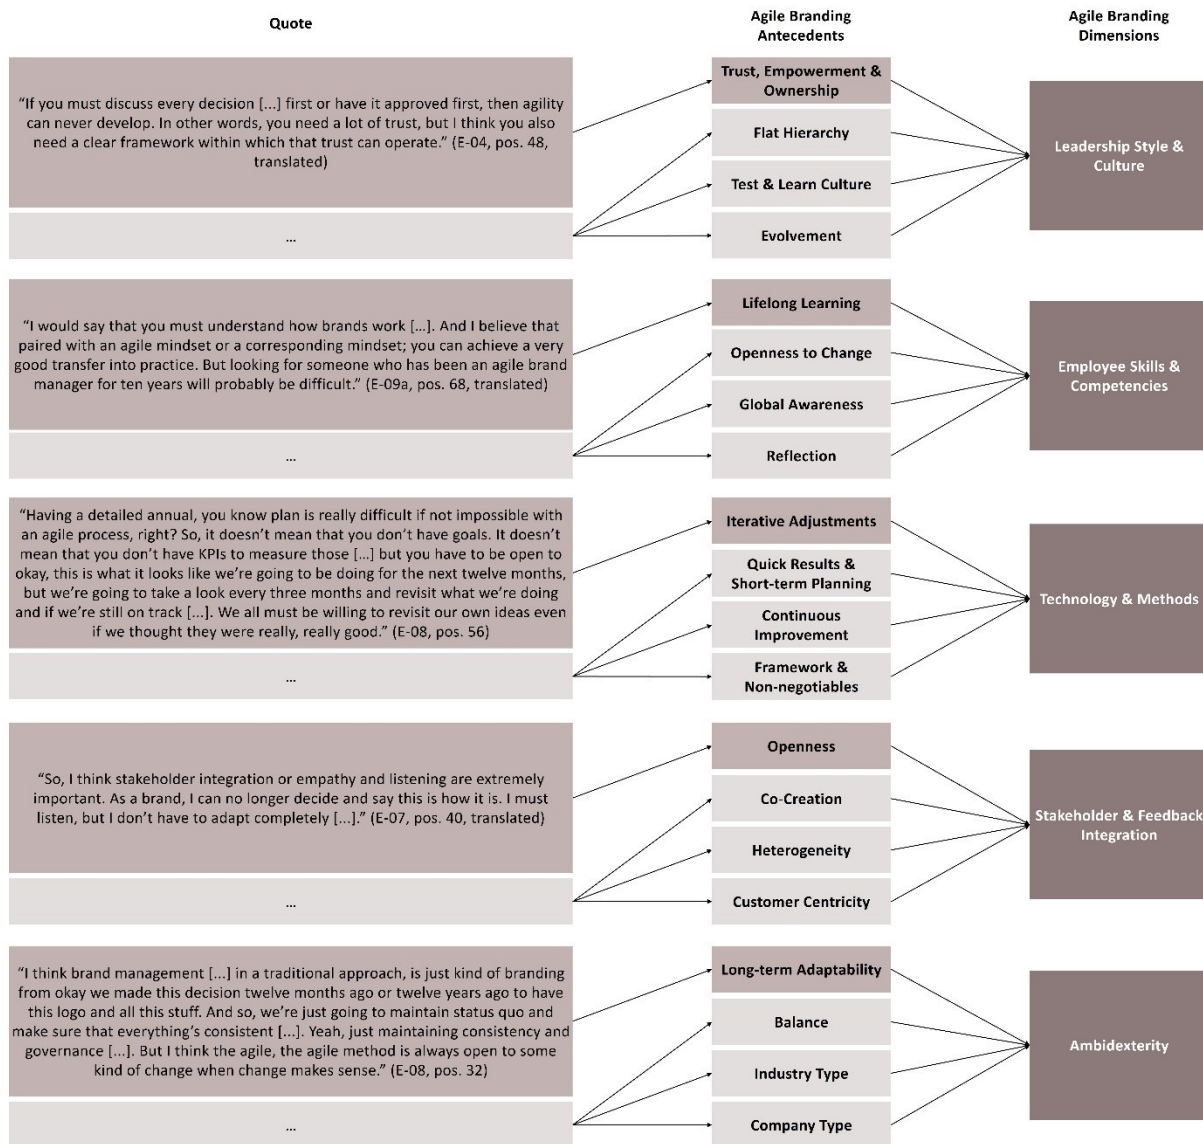 Quote
Agile Branding
Antecedents
Agile Branding
Dimensions
“If you must discuss every decision [...] first or have it approved first, then agility
can never develop. In other words, you need a lot of trust, but I think you also
need a clear framework within which that trust can operate.” (E-04, pos. 48,
translated)
...
Trust, Empowerment &
Ownership
Flat Hierarchy
Test & Learn Culture
Evolvement
Leadership Style &
Culture
“I would say that you must understand how brands work [...]. And I believe that
paired with an agile mindset or a corresponding mindset; you can achieve a very
good transfer into practice. But looking for someone who has been an agile brand
manager for ten years will probably be difficult.” (E-09a, pos. 68, translated)
...
Lifelong Learning
Openness to Change
Global Awareness
Reflection
Employee Skills &
Competencies
“Having a detailed annual, you know plan is really difficult if not impossible with
an agile process, right? So, it doesn’t mean that you don’t have goals. It doesn’t
mean that you don’t have KPIs to measure those [...] but you have to be open to
okay, this is what it looks like we’re going to be doing for the next twelve months,
but we’re going to take a look every three months and revisit what we’re doing
and if we’re still on track [...]. We all must be willing to revisit our own ideas even
if we thought they were really, really good.” (E-08, pos. 56)
...
Iterative Adjustments
Quick Results &
Short-term Planning
Continuous
Improvement
Framework &
Non-negotiables
Technology & Methods
“So, I think stakeholder integration or empathy and listening are extremely
important. As a brand, I can no longer decide and say this is how it is. I must
listen, but I don’t have to adapt completely [...].” (E-07, pos. 40, translated)
...
Openness
Co-Creation
Heterogeneity
Customer Centricity
Stakeholder & Feedback
Integration
“I think brand management [...] in a traditional approach, is just kind of branding
from okay we made this decision twelve months ago or twelve years ago to have
this logo and all this stuff. And so, we’re just going to maintain status quo and
make sure that everything’s consistent [...]. Yeah, just maintaining consistency and
governance [...]. But I think the agile, the agile method is always open to some
kind of change when change makes sense.” (E-08, pos. 32)
...
Long-term Adaptability
Balance
Industry Type
Company Type
Ambidexterity